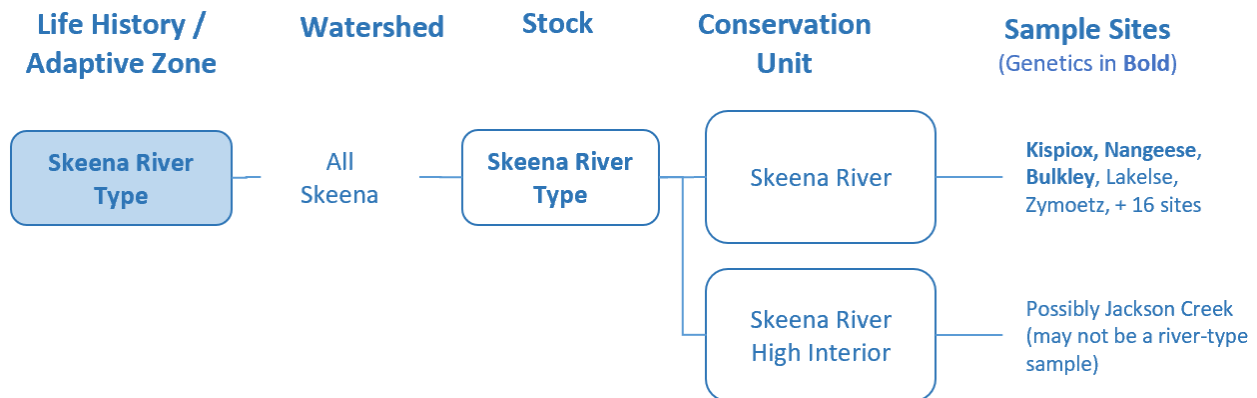 Life History /
Adaptive Zone
Watershed
Stock
Conservation
Unit
Sample Sites
(Genetics in Bold)
Skeena River
Type
All
Skeena
Skeena River
Type
Skeena River
Kispiox, Nangeese,
Bulkley, Lakelse,
Zymoetz, + 16 sites
Skeena River
High Interior
Possibly Jackson Creek
(may not be a river-type
sample)